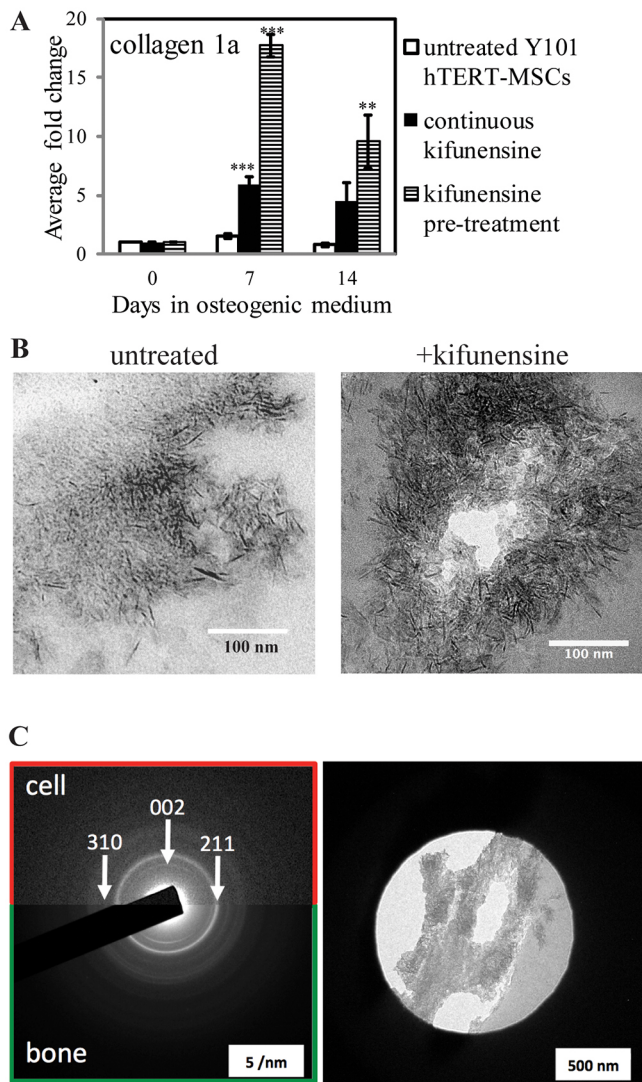 A
collagen 1a
Average fold change
20
15
10
5
0
***
***
**
0 7 14
Days in osteogenic medium
untreated Y101
hTERT-MSCs
continuous
kifunensine
kifunensine
pre-treatment
B
untreated
+kifunensine
100 nm
100 nm
C
cell
002
310
211
bone
5 /nm
500 nm